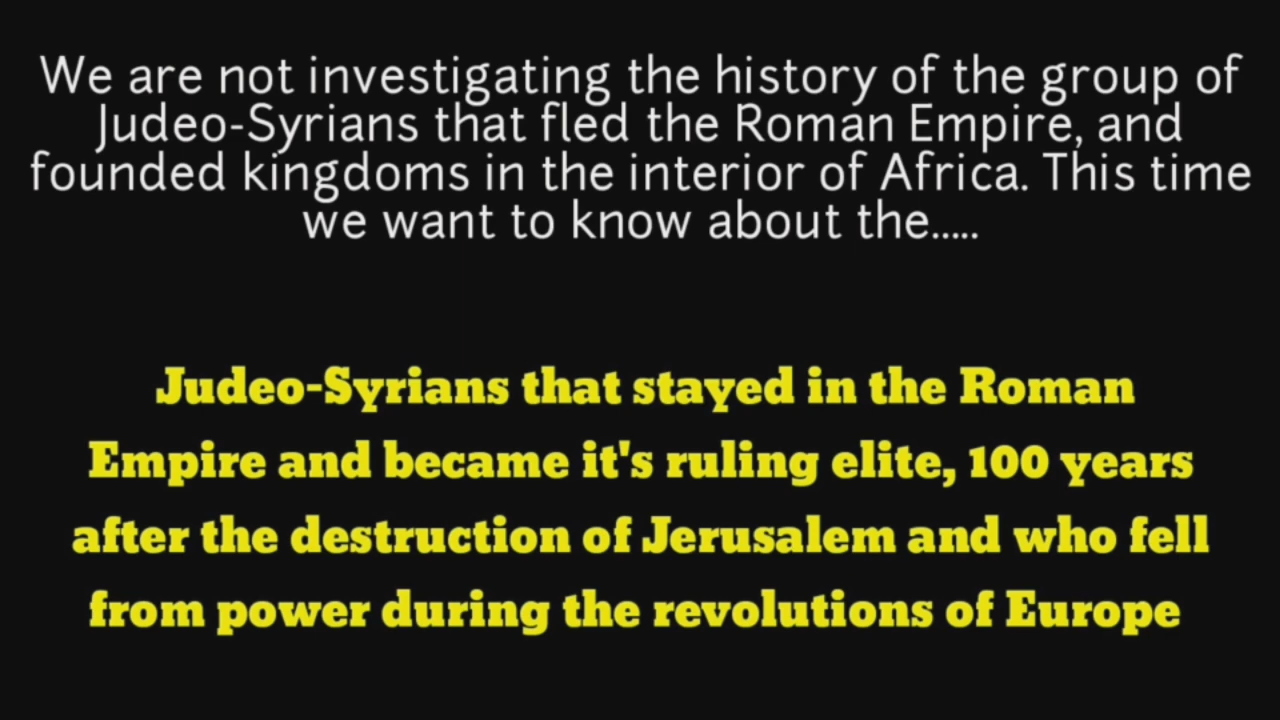 We are not investigating the history of the group of
Judeo-Syrians that fled the Roman Empire, and
founded kingdoms in the interior of Africa. This time
we want to know about the.....
Judeo-Syrians that stayed in the Roman
Empire and became it's ruling elite, 100 years
after the destruction of Jerusalem and who fell
from power during the revolutions of Europe